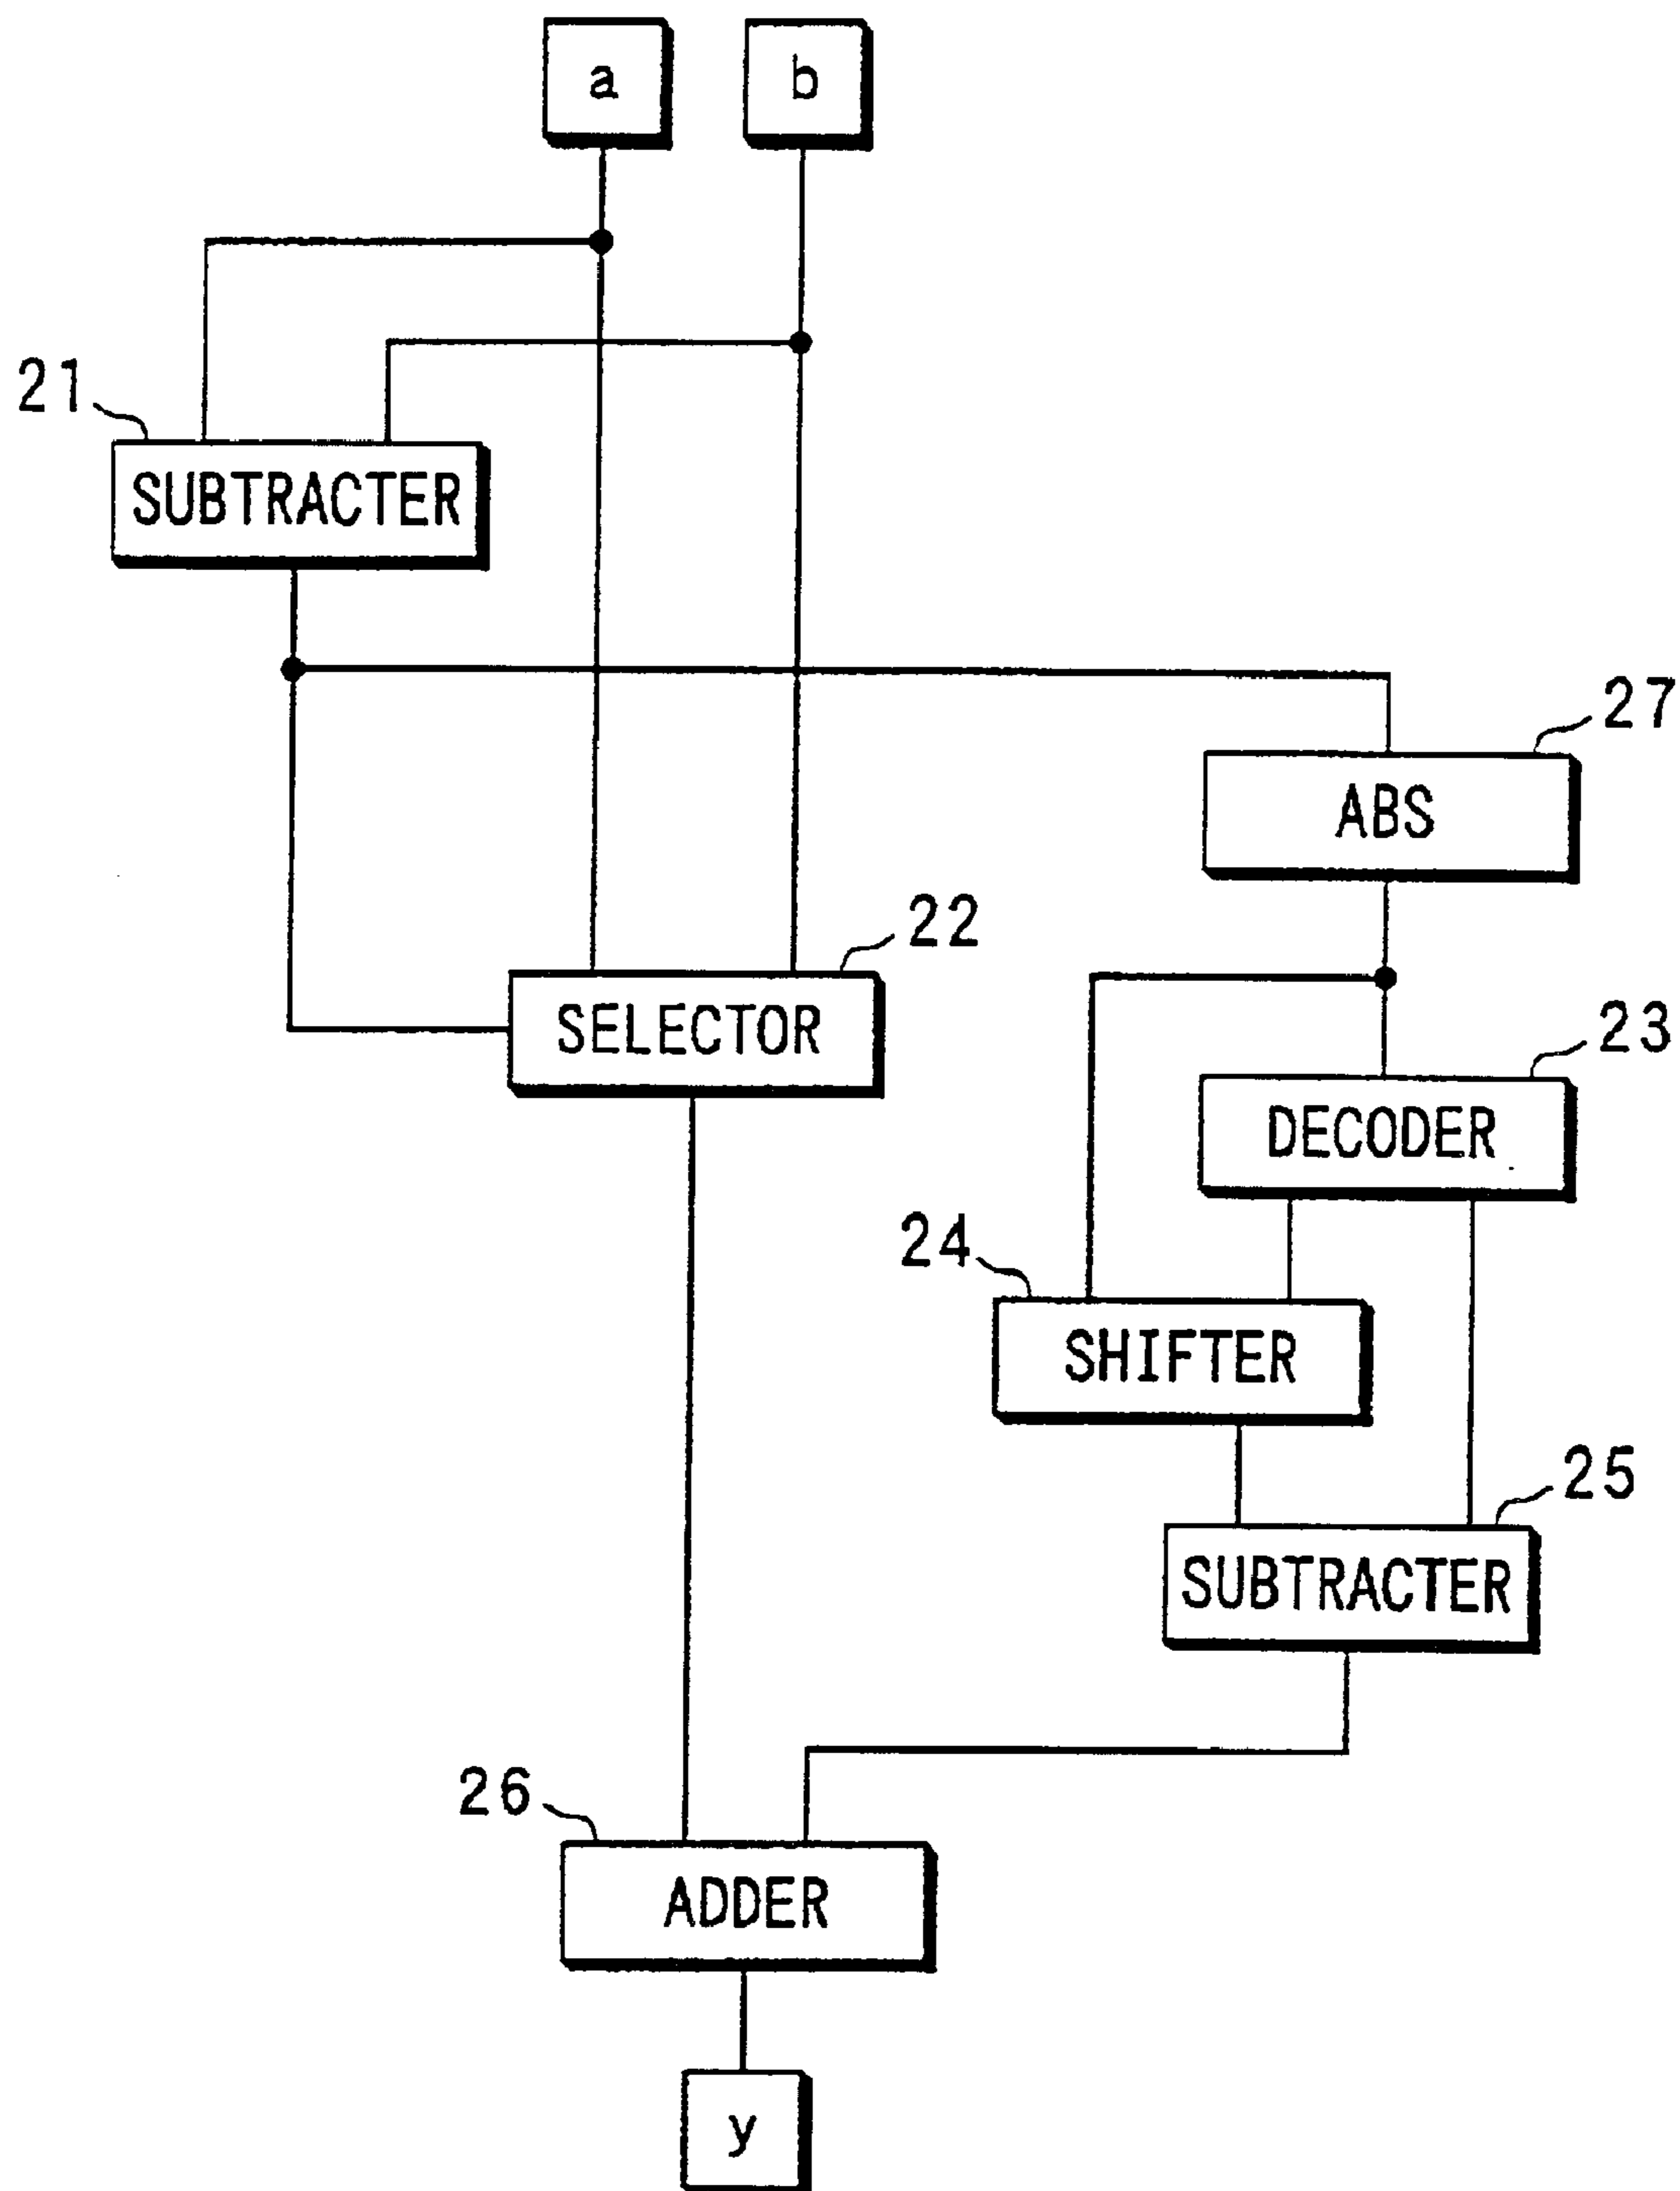 a
b
21
SUBTRACTER
27
ABS
22
SELECTOR
23
DECODER
24
SHIFTER
25
SUBTRACTER
26
ADDER
y